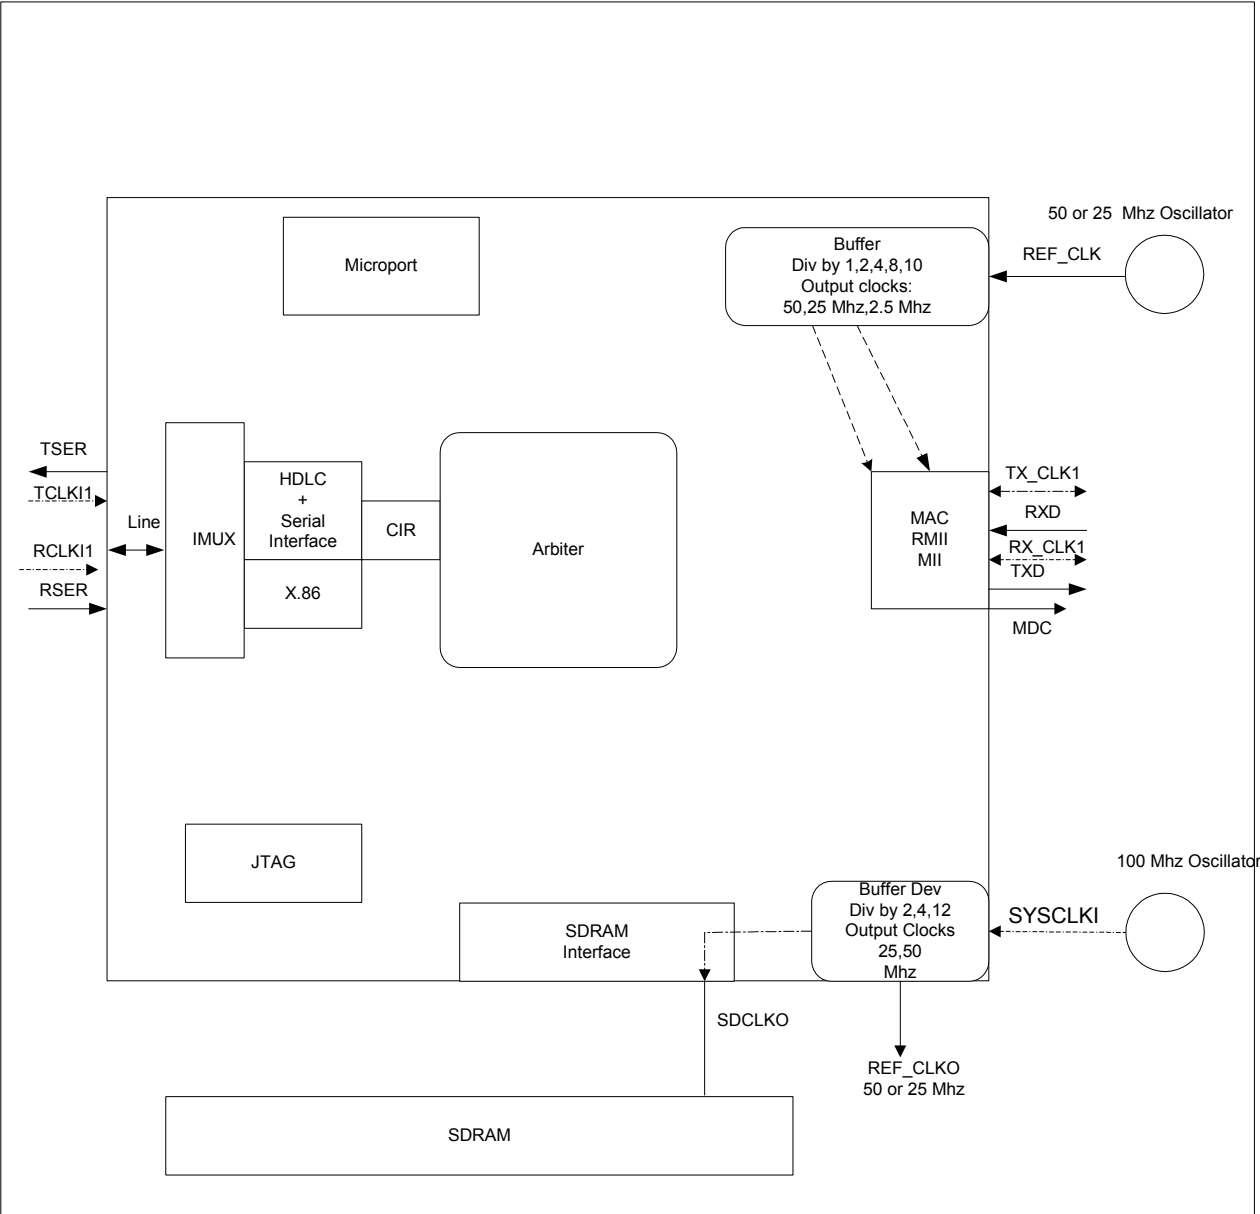 50 or 25 Mhz Oscillator
REF_CLK
Buffer
Div by 1,2,4,8,10
Output clocks:
50,25 Mhz,2.5 Mhz
Microport
TSER
TCLKI1
Line
RCLKI1
RSER
IMUX
HDLC
+
Serial
Interface
X.86
CIR
Arbiter
MAC
RMII
MII
TX_CLK1
RXD
RX_CLK1
TXD
MDC
JTAG
SDRAM
Interface
Buffer Dev
Div by 2,4,12
Output Clocks
25,50
Mhz
100 Mhz Oscillator
SYSCLKI
SDCLKO
REF_CLKO
50 or 25 Mhz
SDRAM